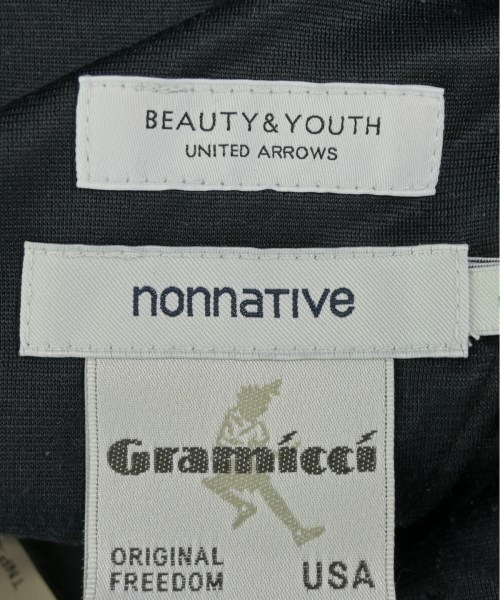 BEAUTY&YOUTH
UNITED ARROWS
nonnative
Gramicci
ORIGINAL
FREEDOM
USA